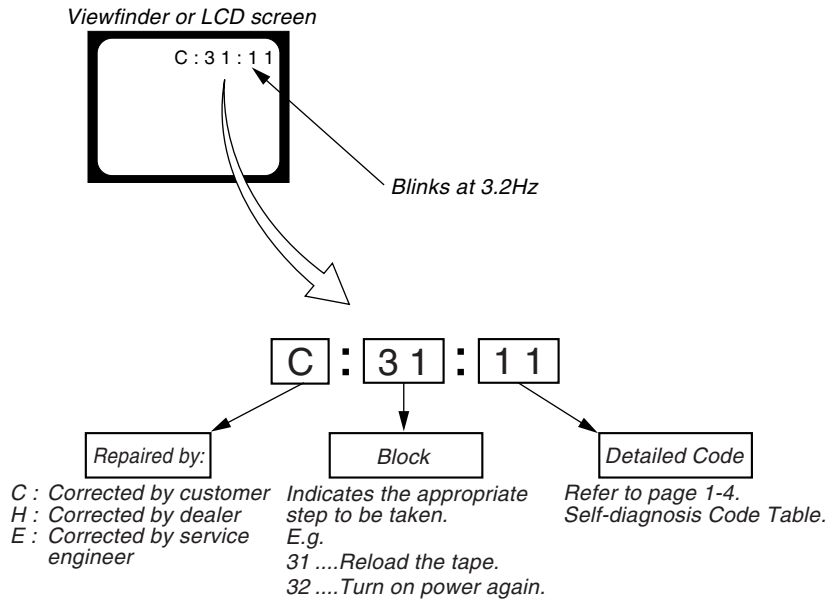 Viewfinder or LCD screen
C : 3 1 : 1 1
Blinks at 3.2Hz
C : 3 1 : 1 1
Repaired by:
C : Corrected by customer
H : Corrected by dealer
E : Corrected by service
engineer
Block
Indicates the appropriate
step to be taken.
E.g.
31 ....Reload the tape.
32 ....Turn on power again.
Detailed Code
Refer to page 1-4.
Self-diagnosis Code Table.